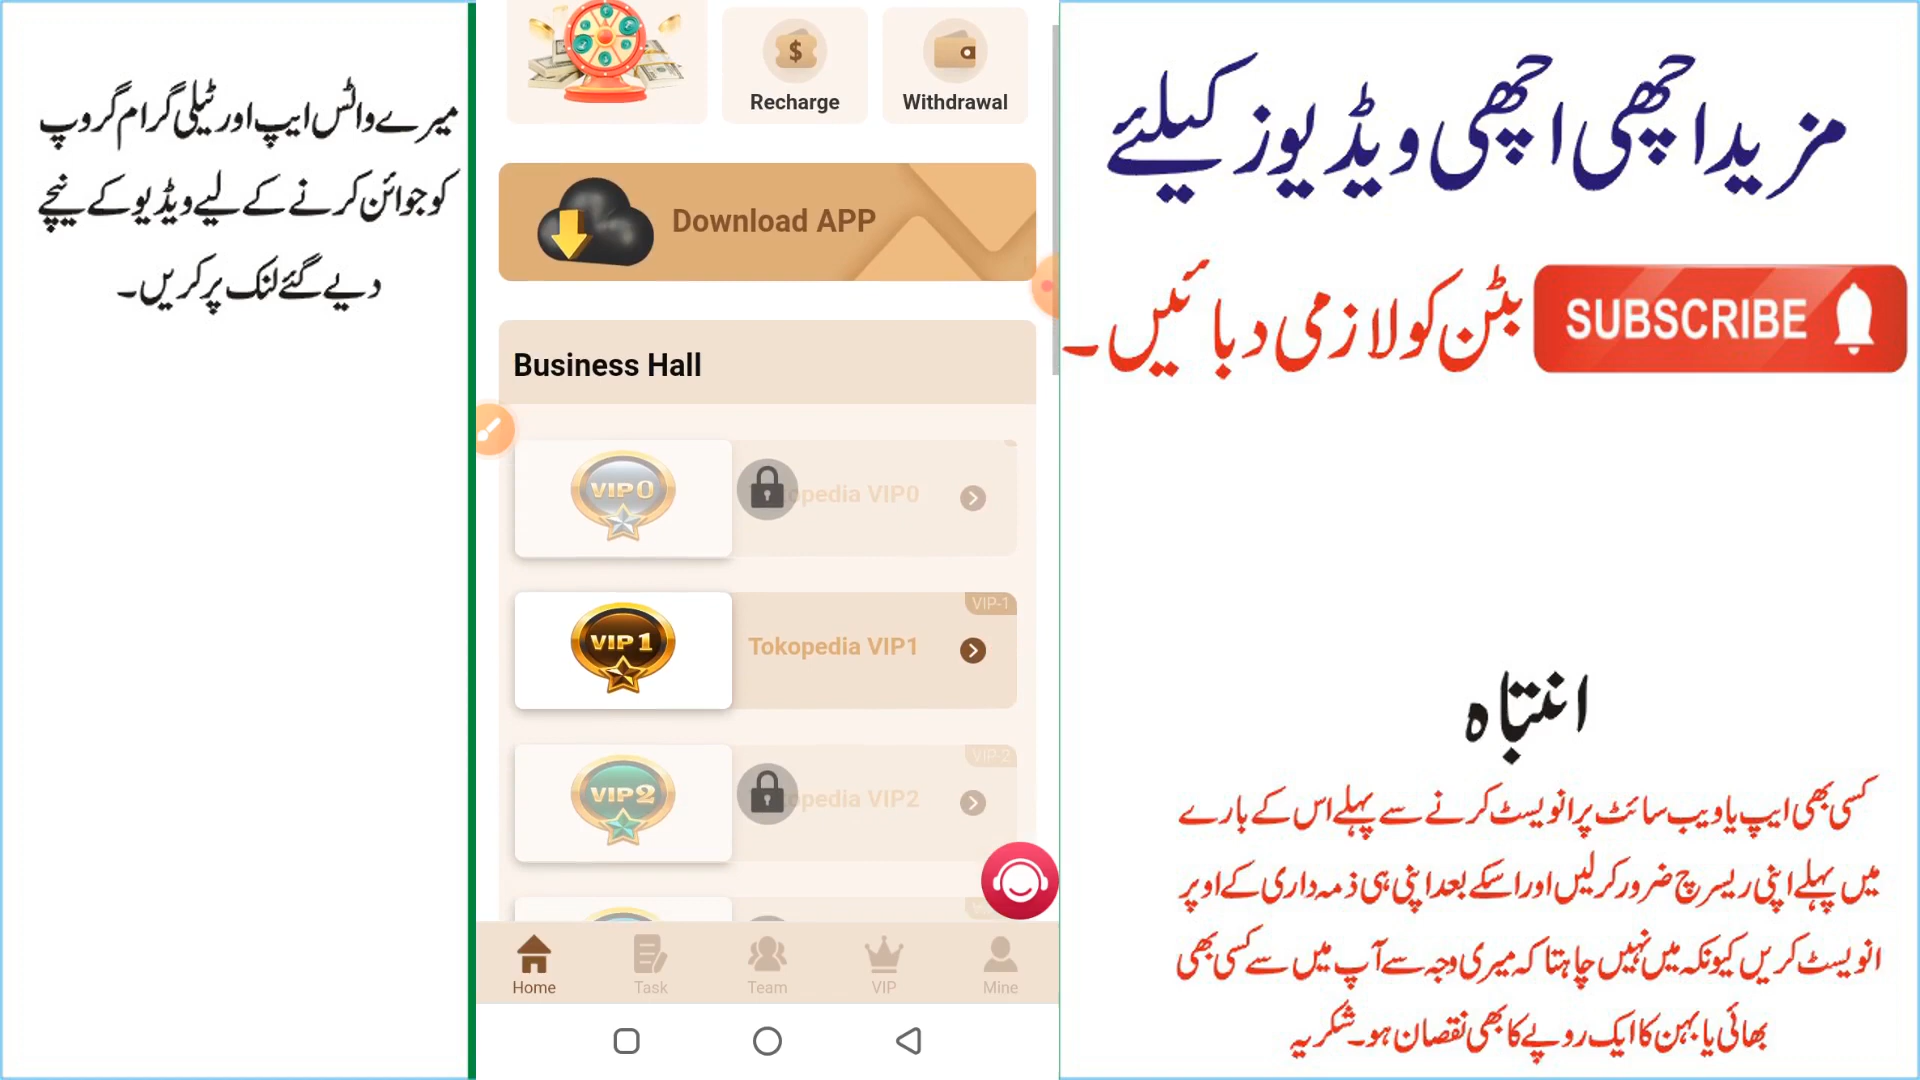 میرے واٹس ایپ اور ٹیلی گرام گروپ
کو جوائن کرنے کے لیے ویڈیو کے نیچے
دیے گئے لنک پر کریں۔
Recharge
Withdrawal
Download APP
Business Hall
VIP0
opedia VIP0
VIP1
Tokopedia VIP1
VIP-1
VIP2
opedia VIP2
VIP-2
Home
Task
Team
VIP
Mine
مزید اچھی اچھی ویڈیوز کیلئے
SUBSCRIBE بٹن کو لازمی دبائیں۔
انتباہ
کسی بھی ایپ یا ویب سائٹ پر انویسٹ کرنے سے پہلے اس کے بارے
میں پہلے اپنی ریسرچ ضرور کر لیں اور اسکے بعد اپنی ہی ذمہ داری کے اوپر
انویسٹ کریں کیونکہ میں نہیں چاہتا کہ میری وجہ سے آپ میں سے کسی بھی
بھائی یا بہن کا ایک روپے کا بھی نقصان ہو۔شکریہ